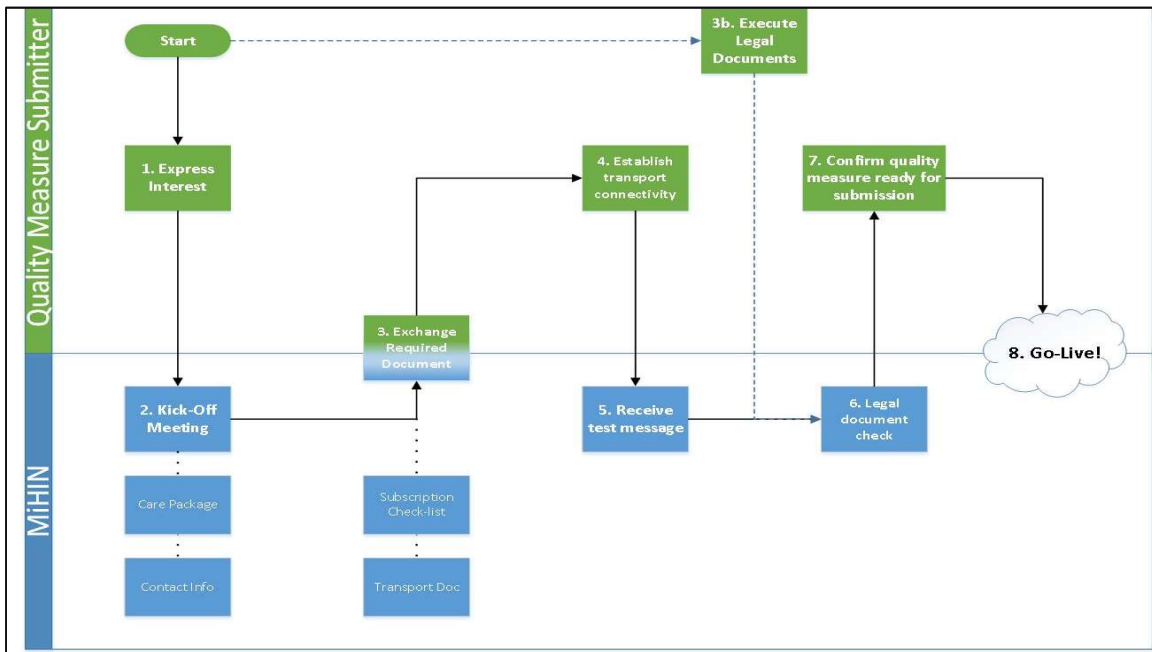 Quality Measure Submitter
Start
3b. Execute
Legal
Documents
1. Express
Interest
4. Establish
transport
connectivity
7. Confirm quality
measure ready for
submission
3. Exchange
Required
Document
8. Go-Live!
MiHIN
2. Kick-Off
Meeting
5. Receive
test message
6. Legal
document
check
Care Package
Subscription
Check-list
Contact Info
Transport Doc